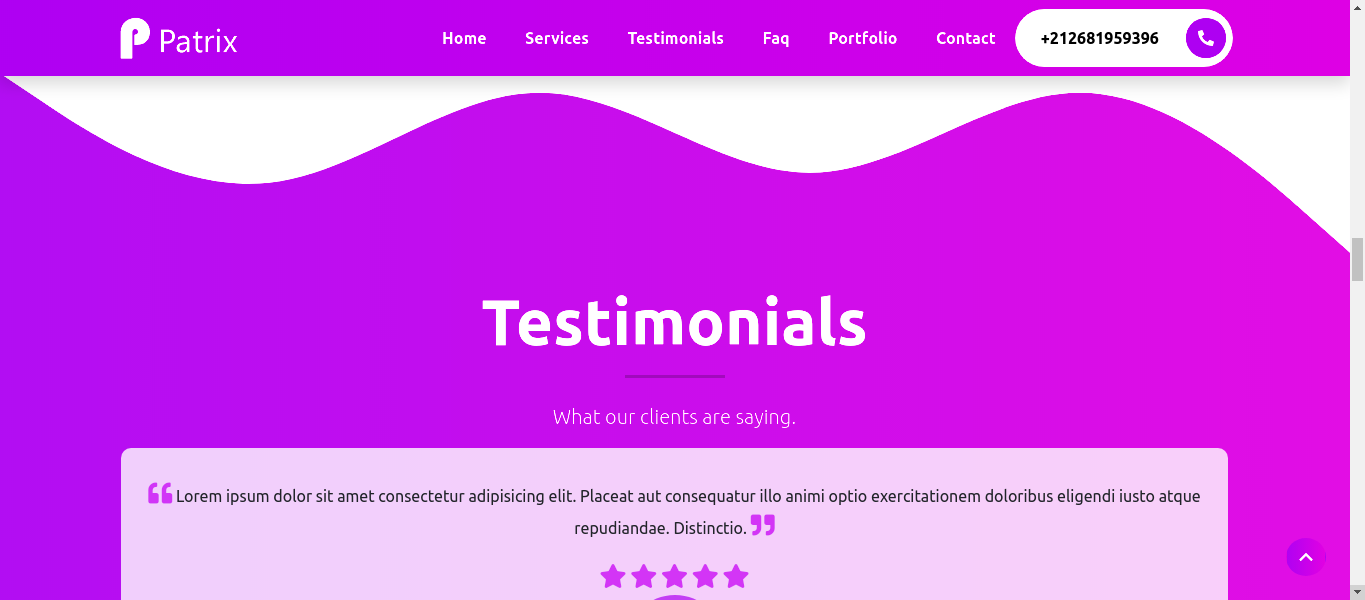 Patrix
Home Services Testimonials Faq Portfolio Contact +212681959396
Testimonials
What our clients are saying.
Lorem ipsum dolor sit amet consectetur adipisicing elit. Placeat aut consequatur illo animi optio exercitationem doloribus eligendi iusto atque
repudiandae. Distinctio.